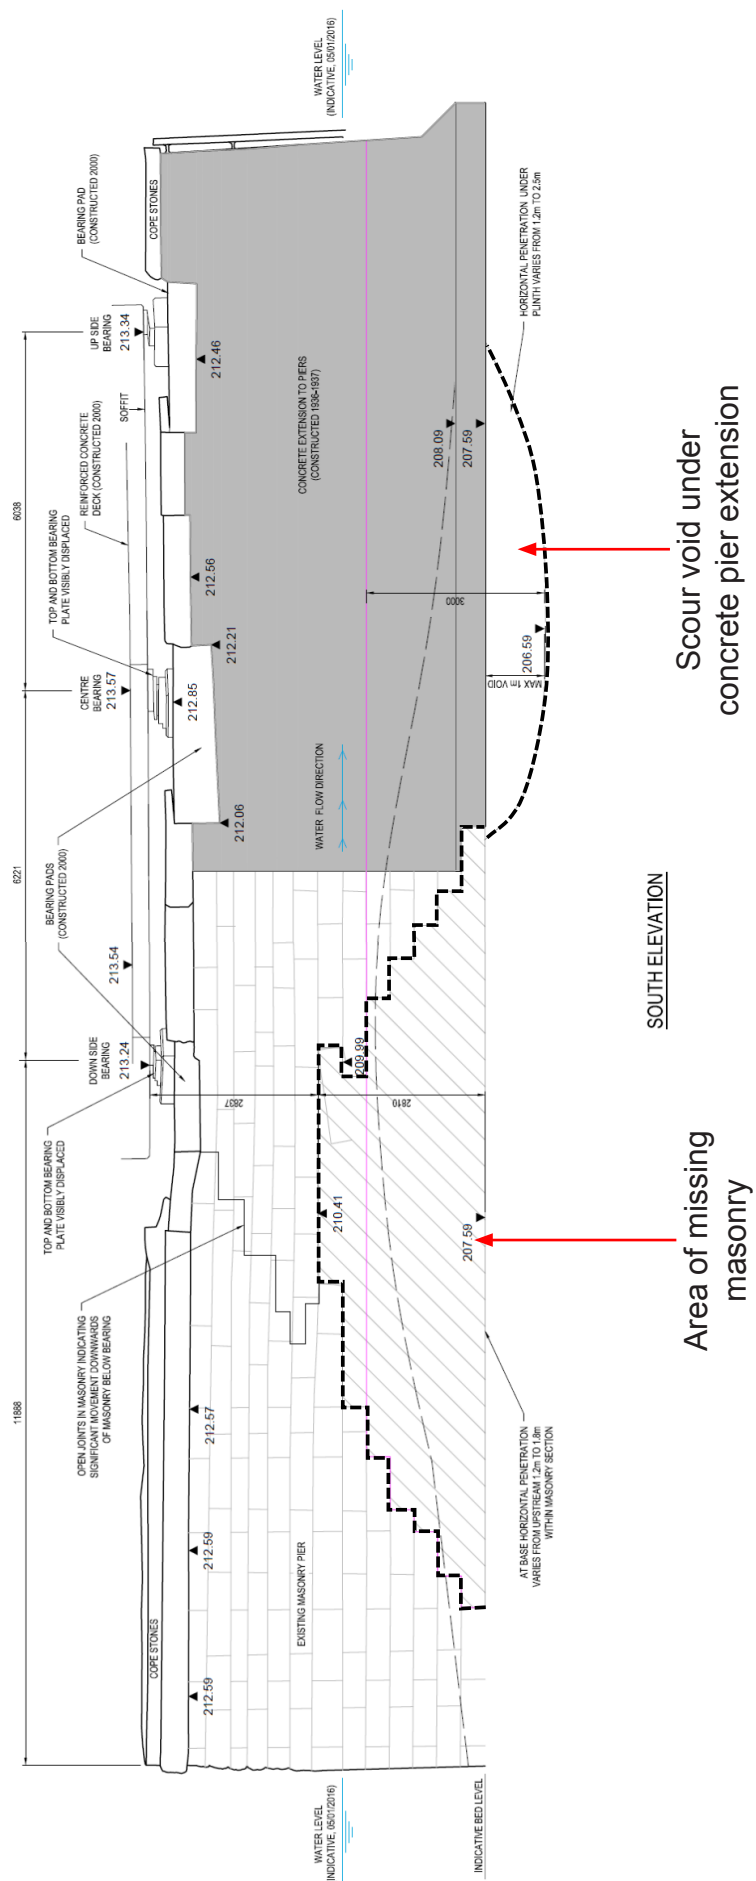 11888
6221
6038
OPEN JOINTS IN MASONRY INDICATING
SIGNIFICANT MOVEMENT DOWNWARDS
OF MASONRY BELOW BEARING
TOP AND BOTTOM BEARING
PLATE VISIBLY DISPLACED
DOWN SIDE
BEARING
213.24
213.54
BEARING PADS
(CONSTRUCTED 2000)
CENTRE
BEARING
213.57
TOP AND BOTTOM BEARING
PLATE VISIBLY DISPLACED
REINFORCED CONCRETE
DECK (CONSTRUCTED 2000)
SOFFIT
UP SIDE
BEARING
213.34
BEARING PAD
(CONSTRUCTED 2000)
COPE STONES
COPE STONES
212.59
212.59
212.57
2837
212.06
212.85
212.21
212.56
212.46
EXISTING MASONRY PIER
CONCRETE EXTENSION TO PIERS
(CONSTRUCTED 1936-1937)
WATER LEVEL
(INDICATIVE, 05/01/2016)
210.41
209.99
2810
WATER FLOW DIRECTION
3000
WATER LEVEL
(INDICATIVE, 05/01/2016)
208.09
207.59
207.59
INDICATIVE BED LEVEL
MAX 1m VOID
206.59
AT BASE HORIZONTAL PENETRATION
VARIES FROM UPSTREAM 1.2m TO 1.8m
WITHIN MASONRY SECTION
HORIZONTAL PENETRATION UNDER
PLINTH VARIES FROM 1.2m TO 2.5m
SOUTH ELEVATION
Area of missing
masonry
Scour void under
concrete pier extension